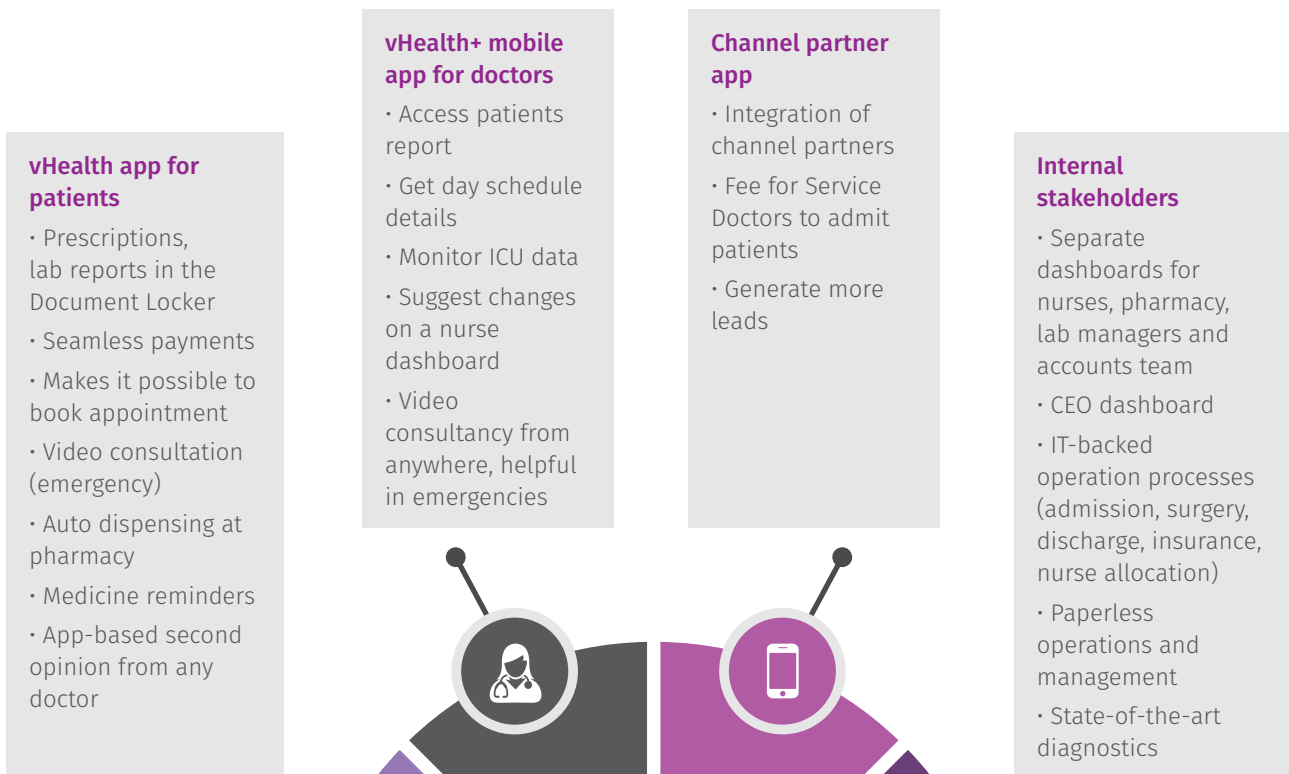 vHealth app for
patients
· Prescriptions,
lab reports in the
Document Locker
· Seamless payments
· Makes it possible to
book appointment
· Video consultation
(emergency)
· Auto dispensing at
pharmacy
· Medicine reminders
· App-based second
opinion from any
doctor
vHealth+ mobile
app for doctors
· Access patients
report
· Get day schedule
details
· Monitor ICU data
· Suggest changes
on a nurse
dashboard
· Video
consultancy from
anywhere, helpful
in emergencies
Channel partner
app
· Integration of
channel partners
· Fee for Service
Doctors to admit
patients
· Generate more
leads
Internal
stakeholders
· Separate
dashboards for
nurses, pharmacy,
lab managers and
accounts team
· CEO dashboard
· IT-backed
operation processes
(admission, surgery,
discharge, insurance,
nurse allocation)
· Paperless
operations and
management
· State-of-the-art
diagnostics